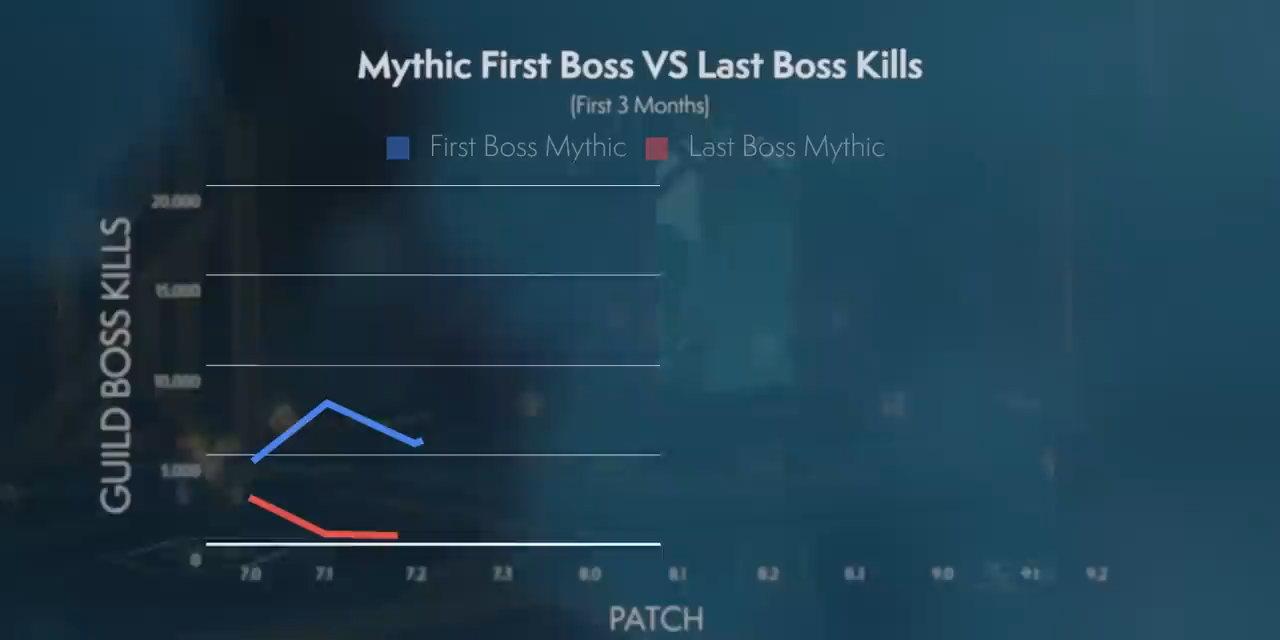 Mythic First Boss VS Last Boss Kills
(First 3 Months)
First Boss Mythic Last Boss Mythic
GUILD BOSS KILLS
20.000
15.000
10.000
5.000
0
7.0 7.1 7.2 7.3 8.0 8.1 8.2 8.3 9.0 9.1 9.2
PATCH